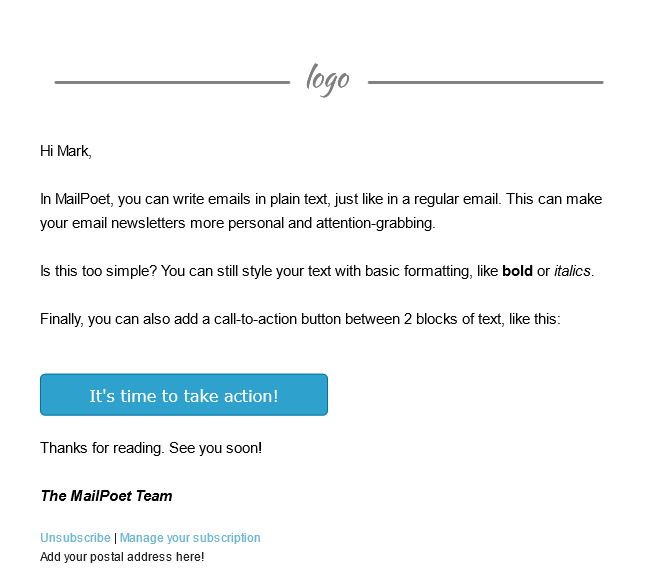 logo
Hi Mark,
In MailPoet, you can write emails in plain text, just like in a regular email. This can make
your email newsletters more personal and attention-grabbing.
Is this too simple? You can still style your text with basic formatting, like bold or italics.
Finally, you can also add a call-to-action button between 2 blocks of text, like this:
It's time to take action!
Thanks for reading. See you soon!
The MailPoet Team
Unsubscribe | Manage your subscription
Add your postal address here!